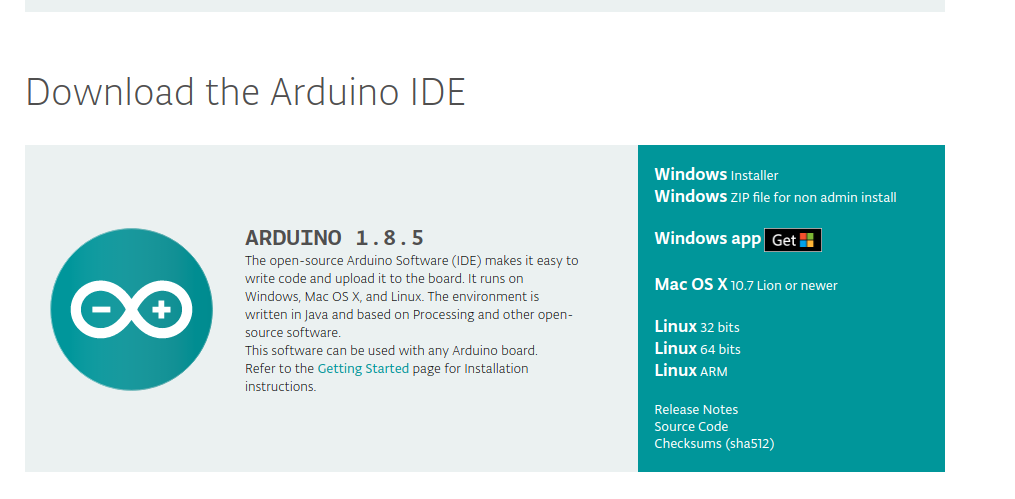 Download the Arduino IDE
ARDUINO 1.8.5
The open-source Arduino Software (IDE) makes it easy to
write code and upload it to the board. It runs on
Windows, Mac OS X, and Linux. The environment is
written in Java and based on Processing and other open-
source software.
This software can be used with any Arduino board.
Refer to the Getting Started page for Installation
instructions.
Windows Installer
Windows ZIP file for non admin install
Windows app Get
Mac OS X 10.7 Lion or newer
Linux 32 bits
Linux 64 bits
Linux ARM
Release Notes
Source Code
Checksums (sha512)